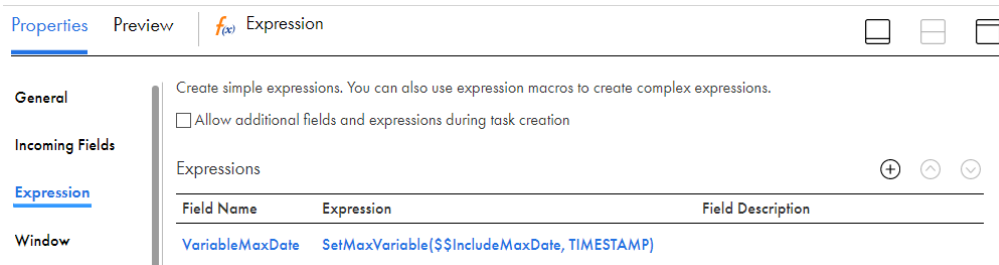 Properties Preview f(x) Expression
General
Incoming Fields
Expression
Window
Create simple expressions. You can also use expression macros to create complex expressions.
Allow additional fields and expressions during task creation
Expressions
Field Name Expression Field Description
VariableMaxDate SetMaxVariable($$IncludeMaxDate, TIMESTAMP)